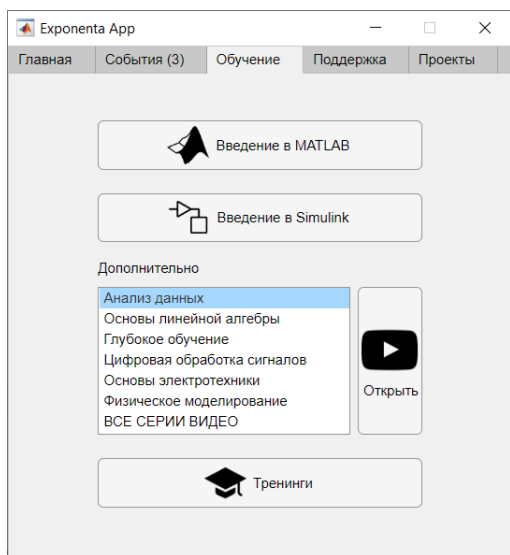 Exponenta App
Главная События (3) Обучение Поддержка Проекты
Введение в MATLAB
Введение в Simulink
Дополнительно
Анализ данных
Основы линейной алгебры
Глубокое обучение
Цифровая обработка сигналов
Основы электротехники
Физическое моделирование
ВСЕ СЕРИИ ВИДЕО
Открыть
Тренинги